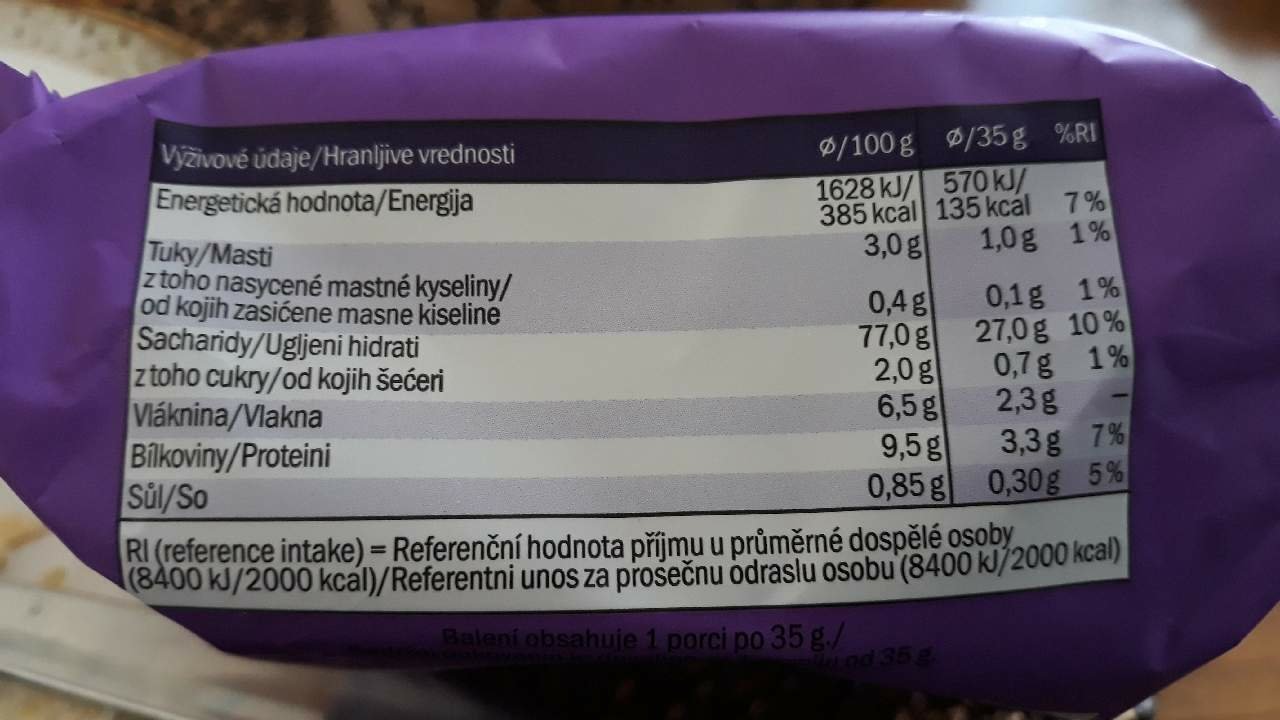 Výživové údaje/Hranljive vrednosti ø/100 g ø/35 g %RI
Energetická hodnota/Energija 1628 kJ/ 385 kcal 570 kJ/ 135 kcal 7 %
Tuky/Masti 3,0 g 1,0 g 1 %
z toho nasycené mastné kyseliny/
od kojih zasićene masne kiseline 0,4 g 0,1 g 1 %
Sacharidy/Ugljeni hidrati 77,0 g 27,0 g 10 %
z toho cukry/od kojih šećeri 2,0 g 0,7 g 1 %
Vláknina/Vlakna 6,5 g 2,3 g –
Bílkoviny/Proteini 9,5 g 3,3 g 7 %
Sůl/So 0,85 g 0,30 g 5 %
RI (reference intake) = Referenční hodnota příjmu u průměrné dospělé osoby
(8400 kJ/2000 kcal)/Referentni unos za prosečnu odraslu osobu (8400 kJ/2000 kcal)
Balení obsahuje 1 porci po 35 g./
od 35 g.